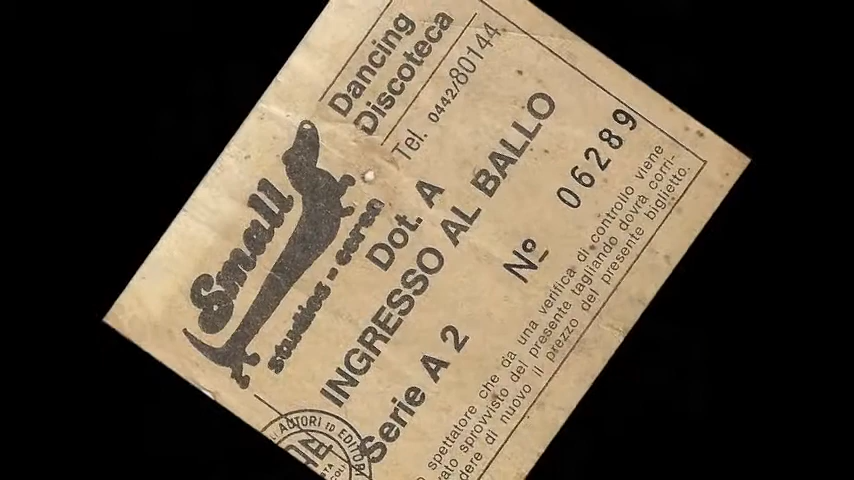 Small
studios - cerea
Dancing
Discoteca
Tel. 0442/80144
Dot. A
INGRESSO AL BALLO
Serie A 2 Nº 06289
spettatore che da una verifica di controllo viene
sprovvisto del presente tagliando dovrà corri-
dere di nuovo il prezzo del presente biglietto.
AUTORI ED EDITORI